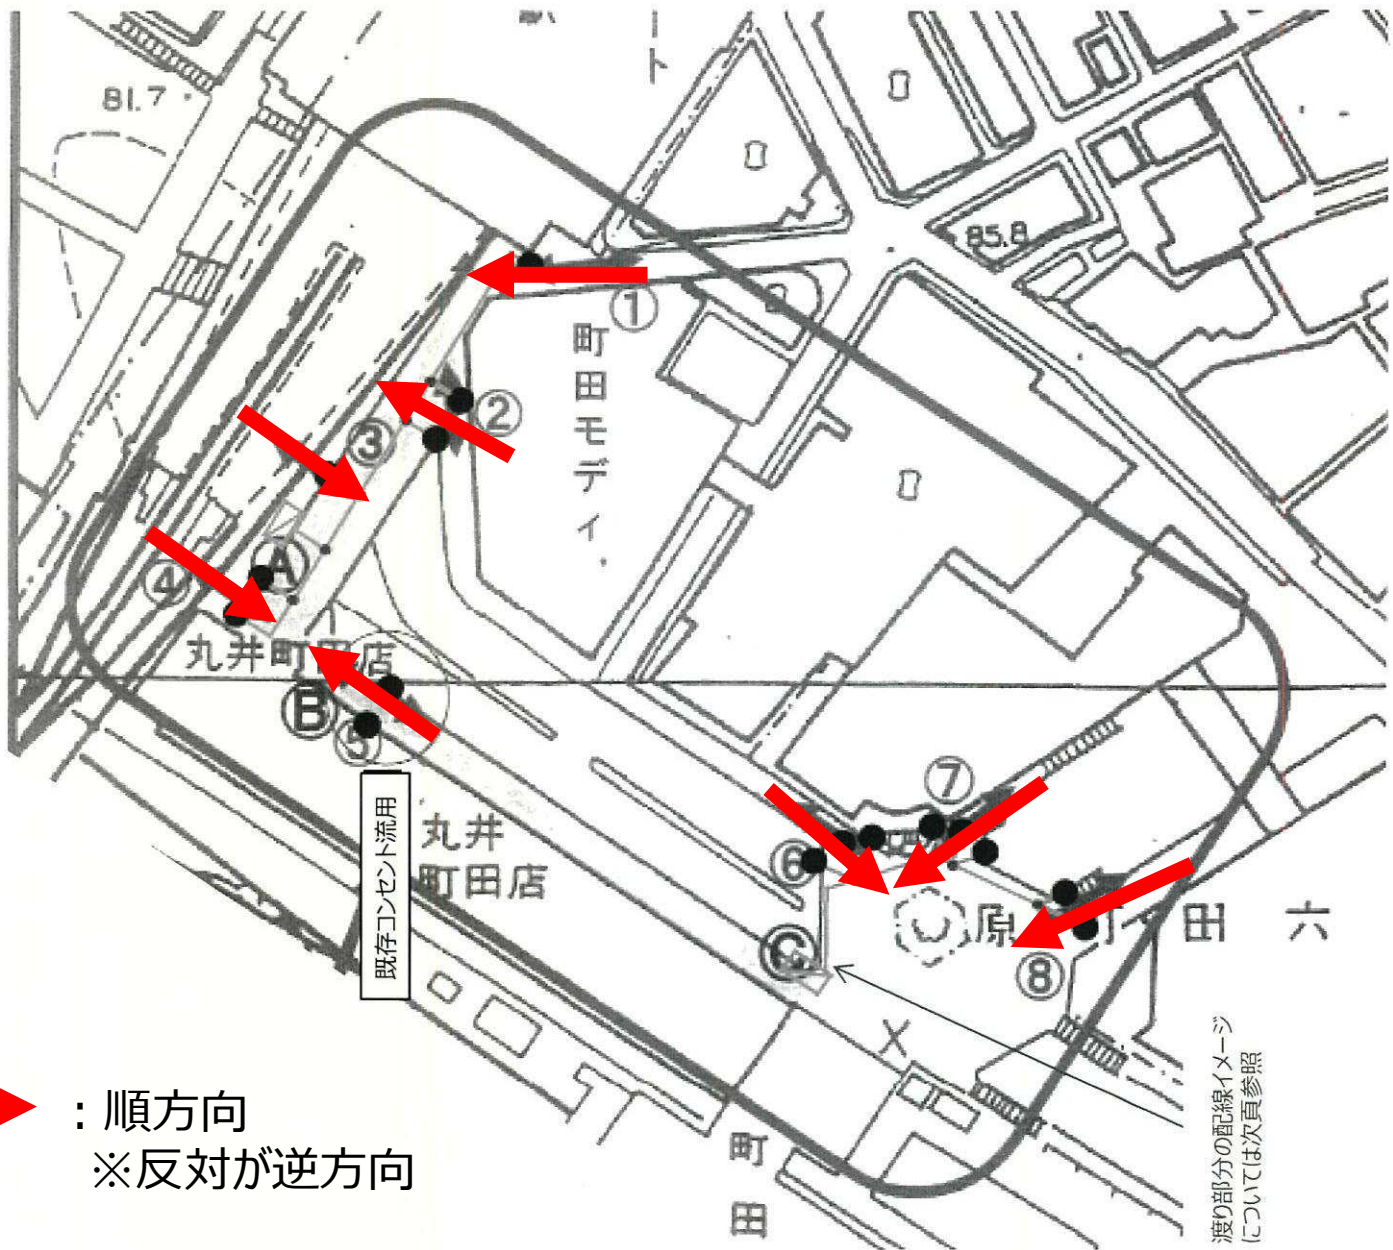 ート
81.7
85.8
①
町田モディ.
②
③
A
④
丸井町田店
B
⑤
既存コンセント流用
丸井
町田店
⑦
⑥
C
原町田六
⑧
：順方向
※反対が逆方向
町田
渡り部分の配線イメージ
については次頁参照